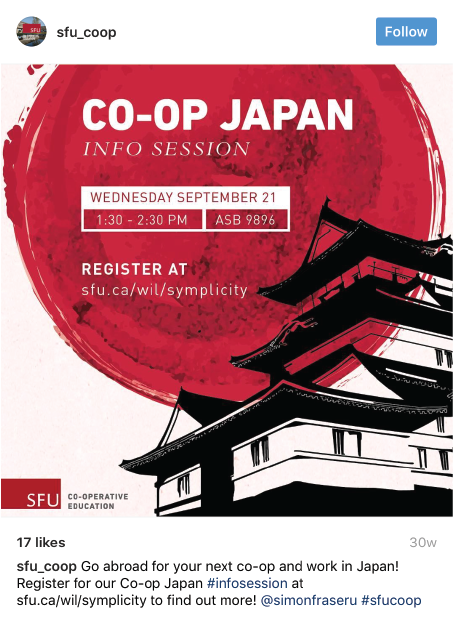 sfu_coop
Follow
CO-OP JAPAN
INFO SESSION
WEDNESDAY SEPTEMBER 21
1:30 - 2:30 PM ASB 9896
REGISTER AT
sfu.ca/wil/symplicity
SFU CO-OPERATIVE
EDUCATION
17 likes 30w
sfu_coop Go abroad for your next co-op and work in Japan!
Register for our Co-op Japan #infosession at
sfu.ca/wil/symplicity to find out more! @simonfraseru #sfucoop